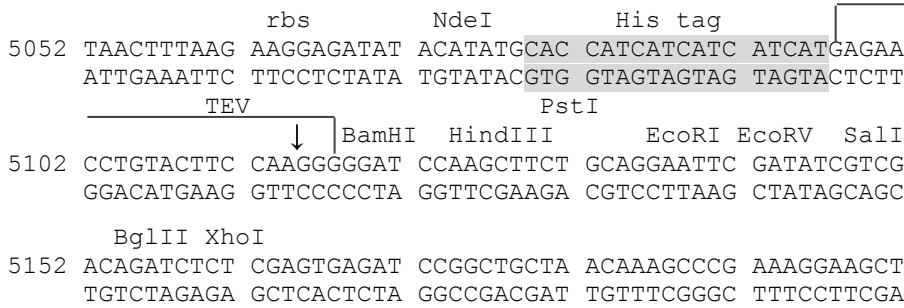 rbs NdeI His tag
5052 TAACTTTAAG AAGGAGATAT ACATATGCAC CATCATCATC ATCATGAGAA
ATTGAAATTC TTCCTCTATA TGTATACGTG GTAGTAGTAG TAGTACTCTT
TEV PstI
↓ BamHI HindIII EcoRI EcoRV SalI
5102 CCTGTACTTC CAAGGGGGAT CCAAGCTTCT GCAGGAATTC GATATCGTCG
GGACATGAAG GTTCCCCCTA GGTTCGAAGA CGTCCTTAAG CTATAGCAGC
BglII XhoI
5152 ACAGATCTCT CGAGTGAGAT CCGGCTGCTA ACAAAGCCCG AAAGGAAGCT
TGTCTAGAGA GCTCACTCTA GGCCGACGAT TGTTTCGGGC TTTCCTTCGA